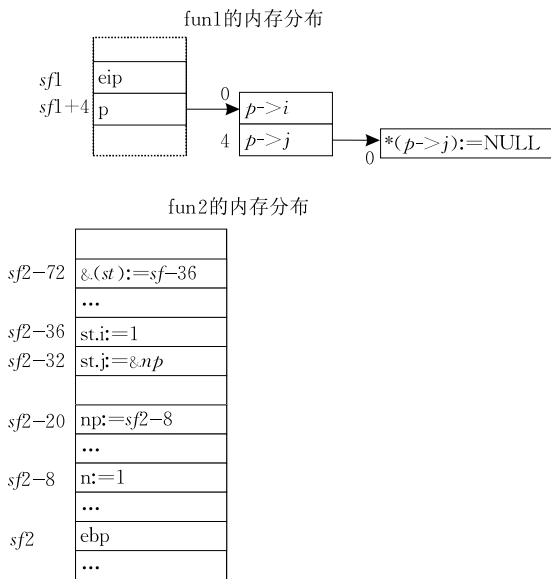 fun1的内存分布
sf1 eip
sf1+4 p 0 p->i
4 p->j 0 *(p->j):=NULL
fun2的内存分布
sf2-72 &(st):=sf-36
...
sf2-36 st.i:=1
sf2-32 st.j:=&np
sf2-20 np:=sf2-8
...
sf2-8 n:=1
...
sf2 ebp
...